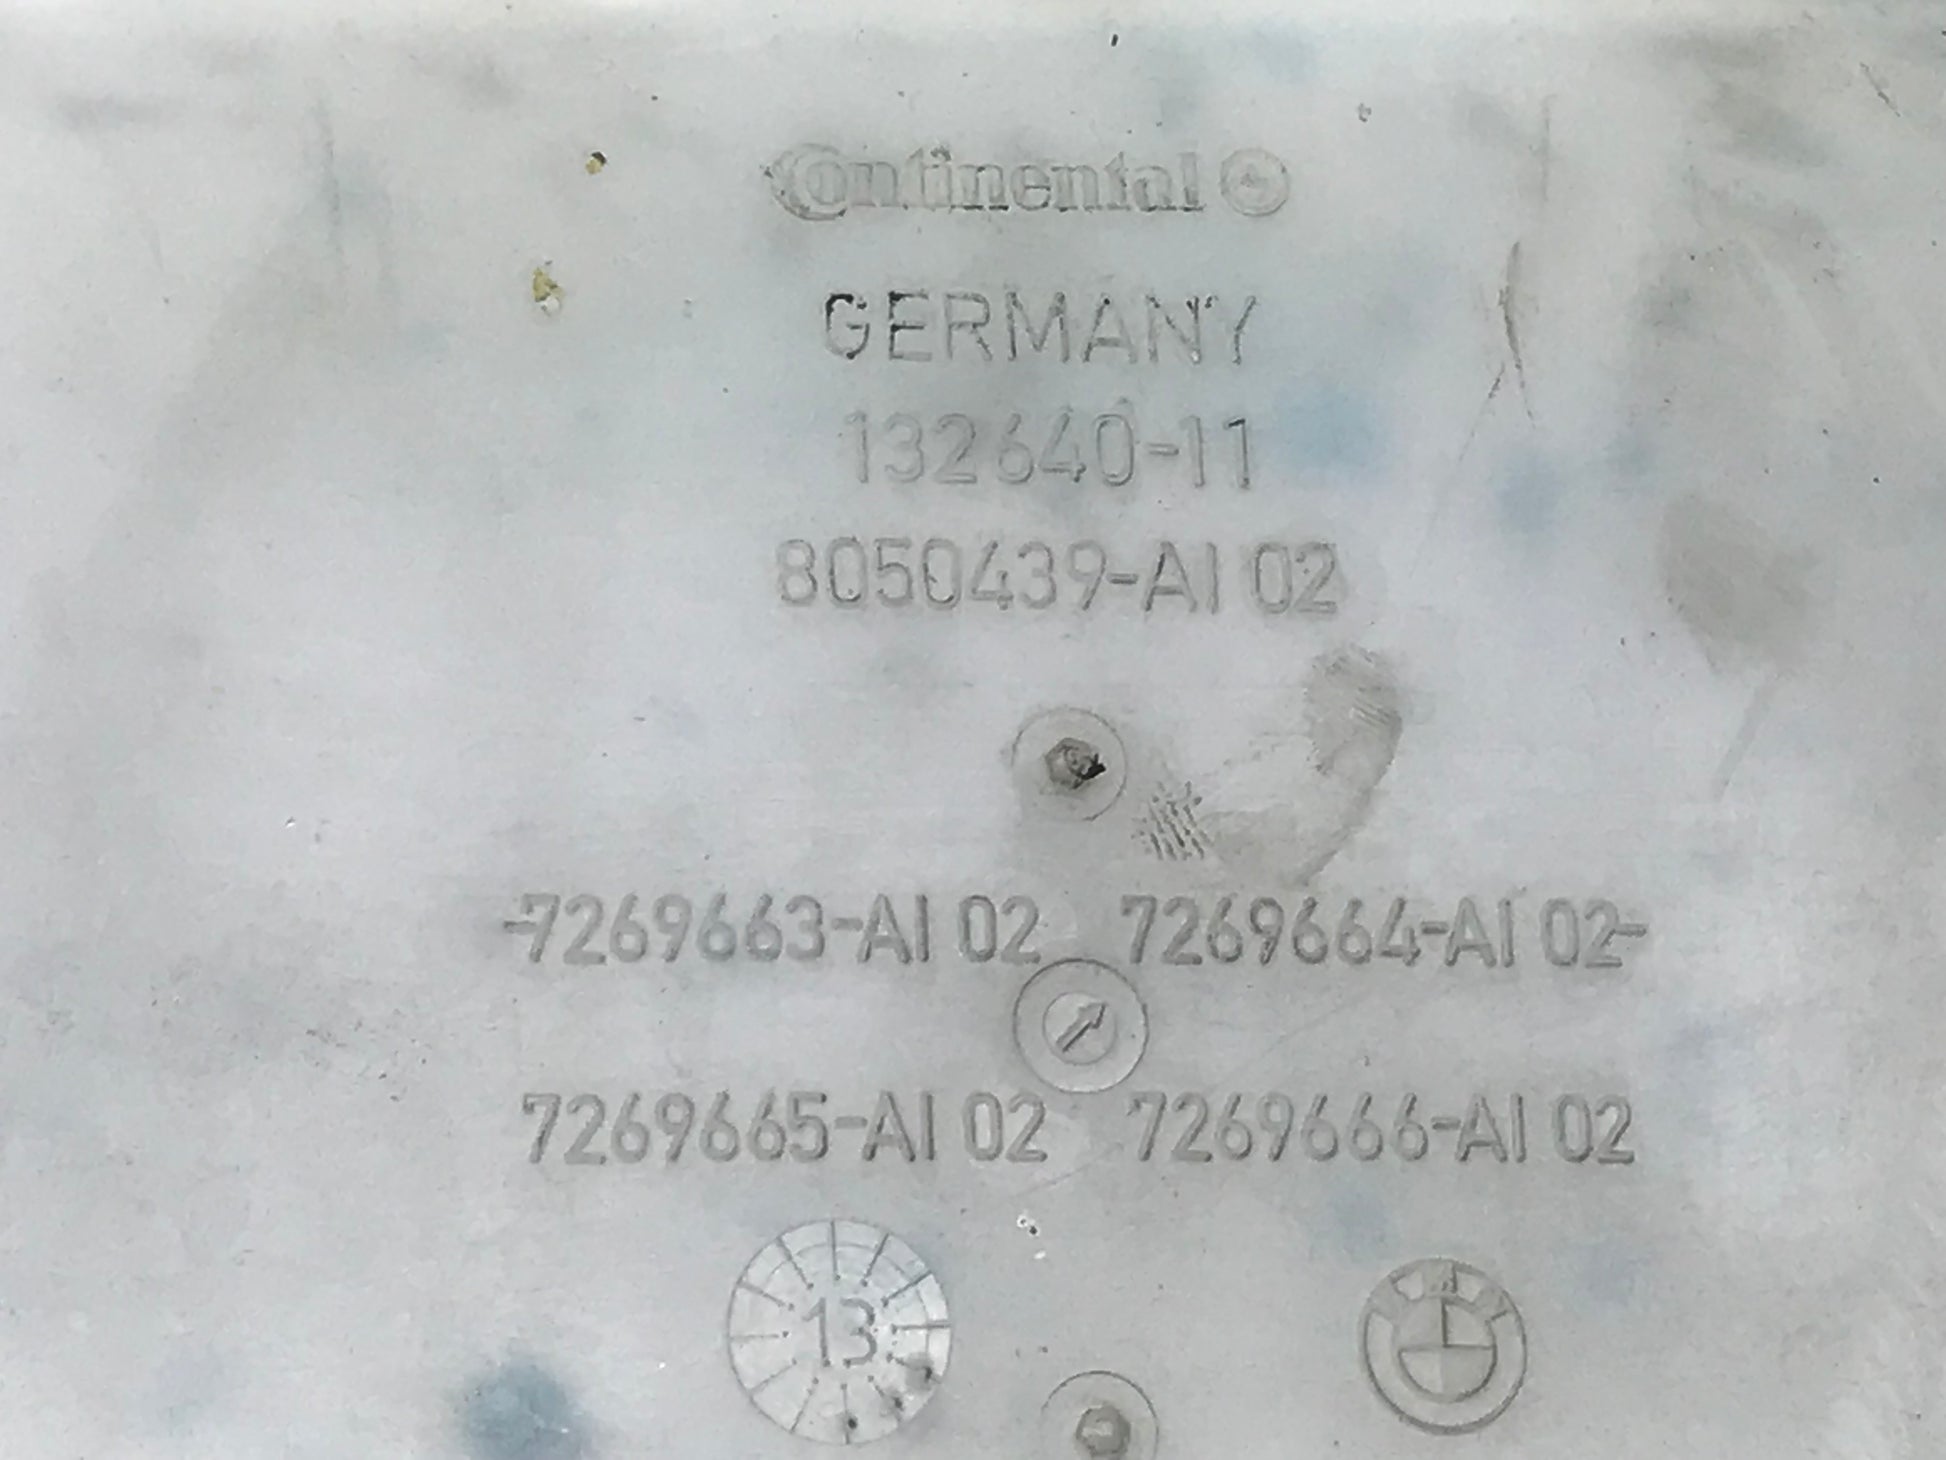 Continental
GERMANY
132640-11
8050439-AI 02
-7269663-AI 02 7269664-AI 02-
7269665-AI 02 7269666-AI 02
13